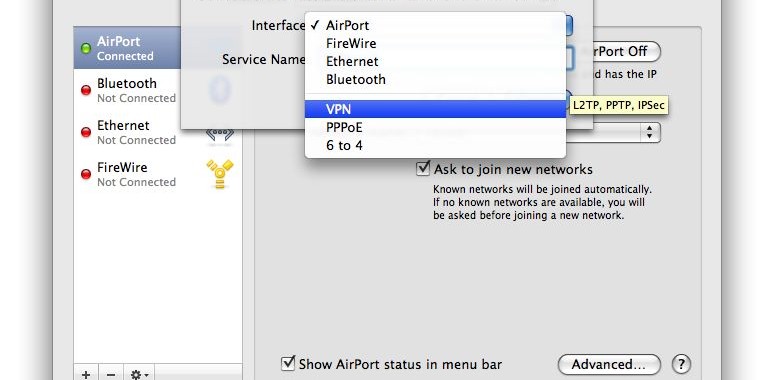 Interface
✓ AirPort
FireWire
Ethernet
Bluetooth
VPN
PPPoE
6 to 4
L2TP, PPTP, IPSec
Service Name
AirPort
Connected
Bluetooth
Not Connected
Ethernet
Not Connected
FireWire
Not Connected
rPort Off
d has the IP
Ask to join new networks
Known networks will be joined automatically.
If no known networks are available, you will
be asked before joining a new network.
Show AirPort status in menu bar
Advanced...
?
+ −